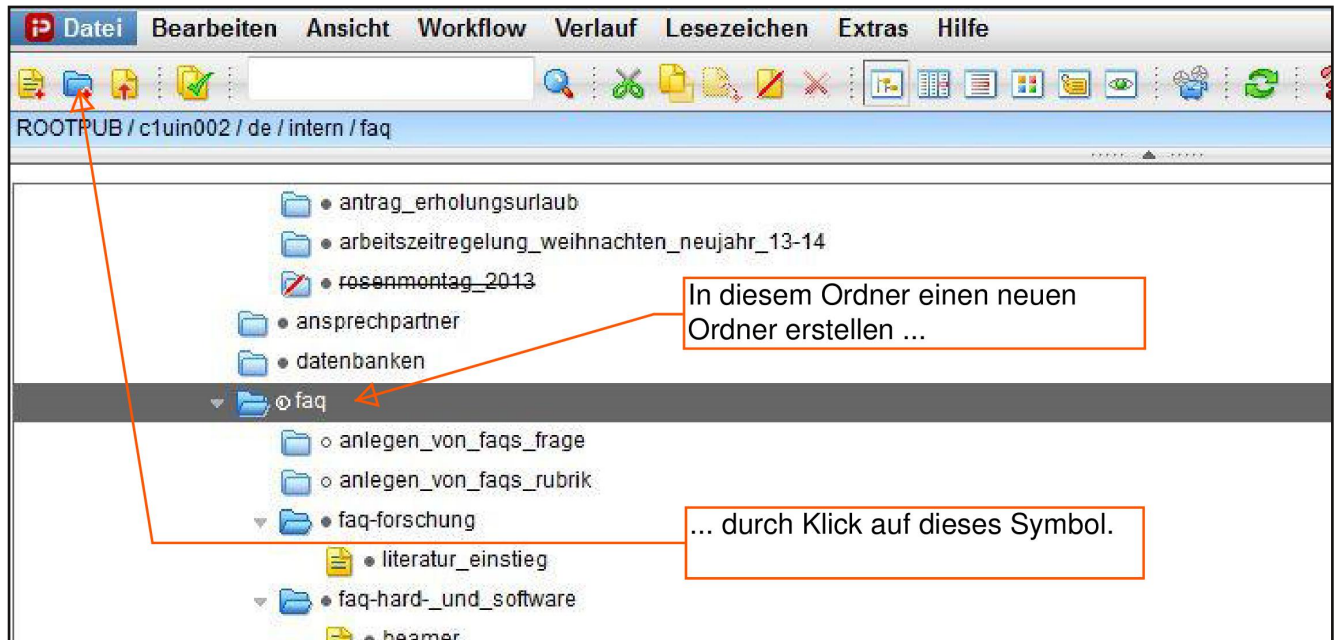 Datei Bearbeiten Ansicht Workflow Verlauf Lesezeichen Extras Hilfe
ROOTPUB / c1uin002 / de / intern / faq
antrag_erholungsurlaub
arbeitszeitregelung_weihnachten_neujahr_13-14
rosenmontag_2013
In diesem Ordner einen neuen
Ordner erstellen ...
ansprechpartner
datenbanken
faq
anlegen_von_faqs_frage
anlegen_von_faqs_rubrik
faq-forschung
... durch Klick auf dieses Symbol.
literatur_einstieg
faq-hard-_und_software
beamer